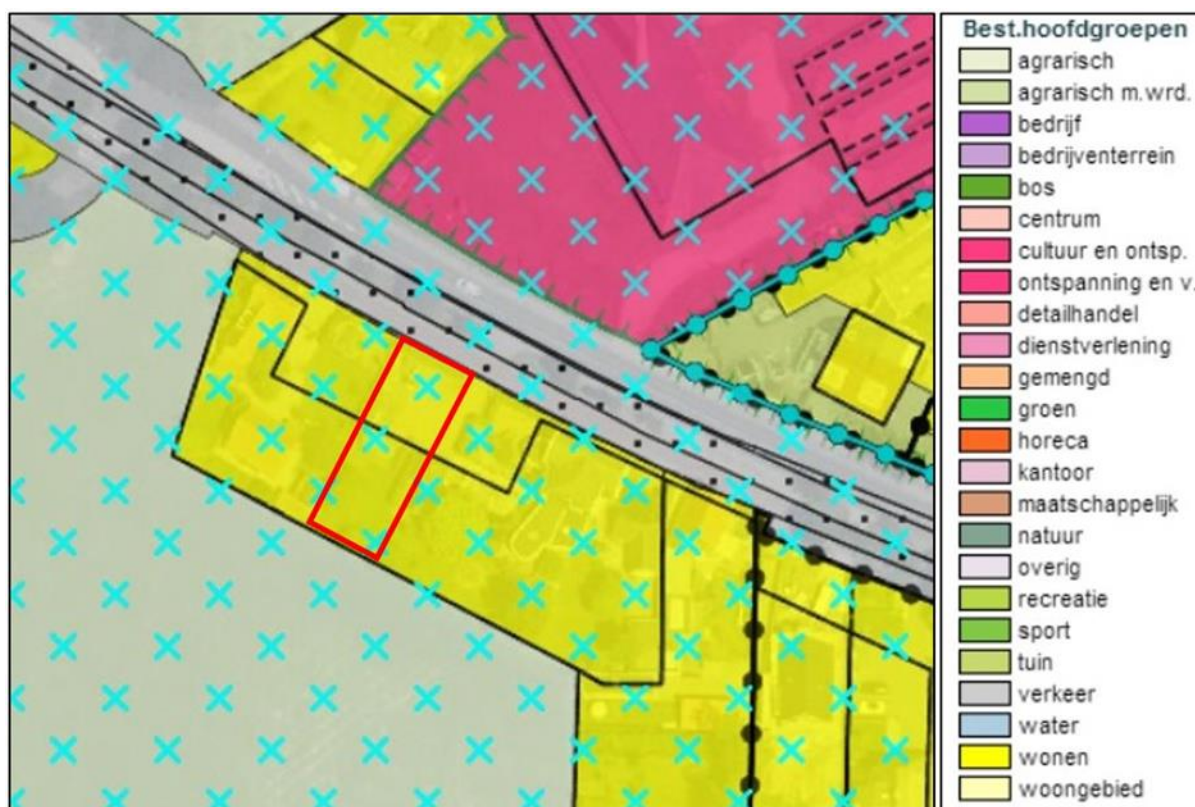 Best.hoofdgroepen
agrarisch
agrarisch m.wrd.
bedrijf
bedrijventerrein
bos
centrum
cultuur en ontsp.
ontspanning en v.
detailhandel
dienstverlening
gemengd
groen
horeca
kantoor
maatschappelijk
natuur
overig
recreatie
sport
tuin
verkeer
water
wonen
woongebied